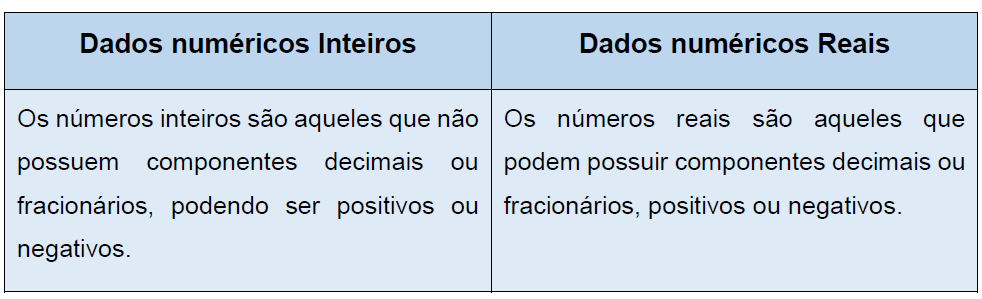 Dados numéricos Inteiros
Dados numéricos Reais
Os números inteiros são aqueles que não
possuem componentes decimais ou
fracionários, podendo ser positivos ou
negativos.
Os números reais são aqueles que
podem possuir componentes decimais ou
fracionários, positivos ou negativos.